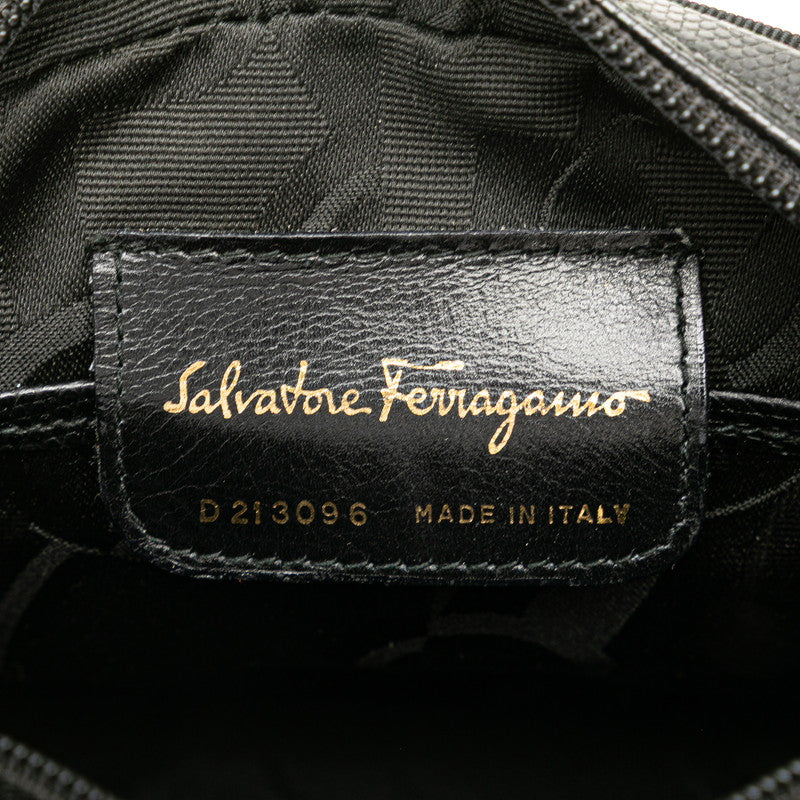 Salvatore Ferragamo
D 21 3096 MADE IN ITALY